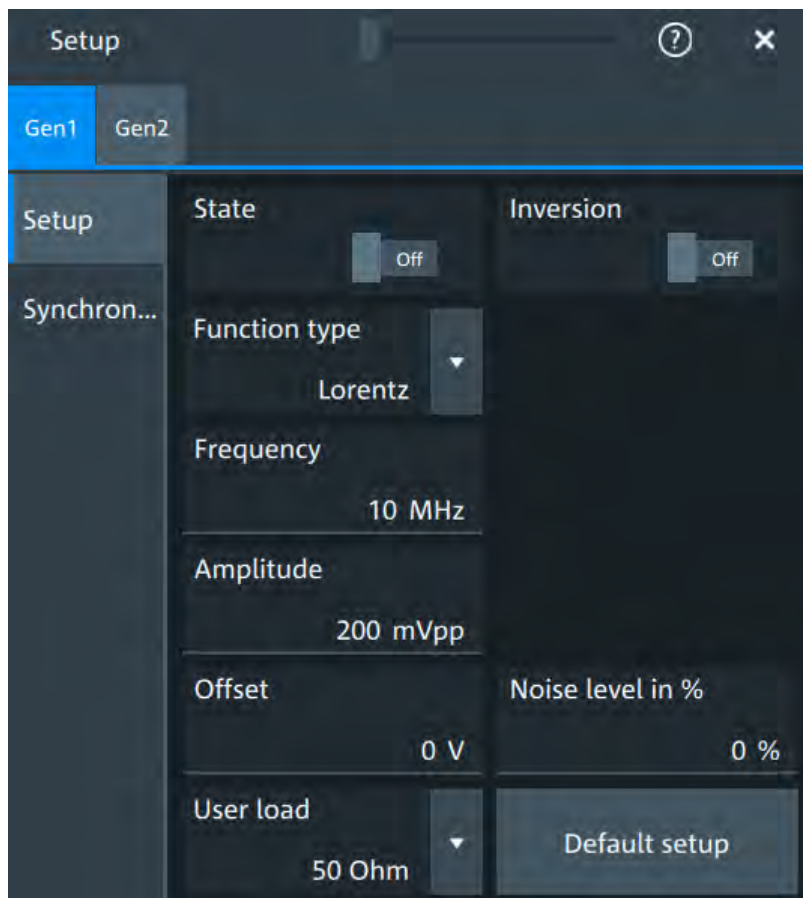 Setup
?
×
Gen1 Gen2
Setup
Synchron...
State
Off
Inversion
Off
Function type
Lorentz
Frequency
10 MHz
Amplitude
200 mVpp
Offset
0 V
Noise level in %
0 %
User load
50 Ohm
Default setup